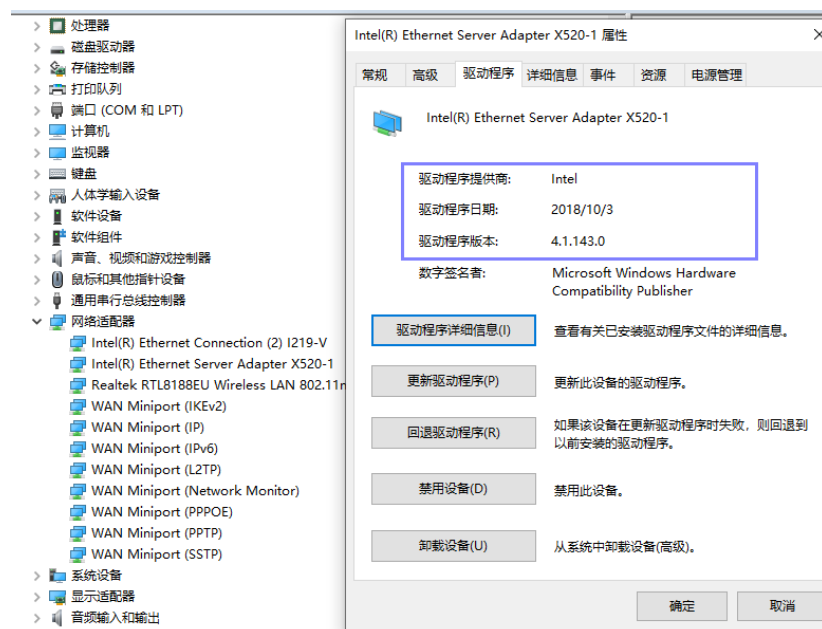 处理器
磁盘驱动器
存储控制器
打印队列
端口 (COM 和 LPT)
计算机
监视器
键盘
人体学输入设备
软件设备
软件组件
声音、视频和游戏控制器
鼠标和其他指针设备
通用串行总线控制器
网络适配器
Intel(R) Ethernet Connection (2) I219-V
Intel(R) Ethernet Server Adapter X520-1
Realtek RTL8188EU Wireless LAN 802.11n
WAN Miniport (IKEv2)
WAN Miniport (IP)
WAN Miniport (IPv6)
WAN Miniport (L2TP)
WAN Miniport (Network Monitor)
WAN Miniport (PPPOE)
WAN Miniport (PPTP)
WAN Miniport (SSTP)
系统设备
显示适配器
音频输入和输出
Intel(R) Ethernet Server Adapter X520-1 属性
常规 高级 驱动程序 详细信息 事件 资源 电源管理
Intel(R) Ethernet Server Adapter X520-1
驱动程序提供商: Intel
驱动程序日期: 2018/10/3
驱动程序版本: 4.1.143.0
数字签名者: Microsoft Windows Hardware
Compatibility Publisher
驱动程序详细信息(I) 查看有关已安装驱动程序文件的详细信息。
更新驱动程序(P) 更新此设备的驱动程序。
回退驱动程序(R) 如果该设备在更新驱动程序时失败，则回退到
以前安装的驱动程序。
禁用设备(D) 禁用此设备。
卸载设备(U) 从系统中卸载设备(高级)。
确定 取消